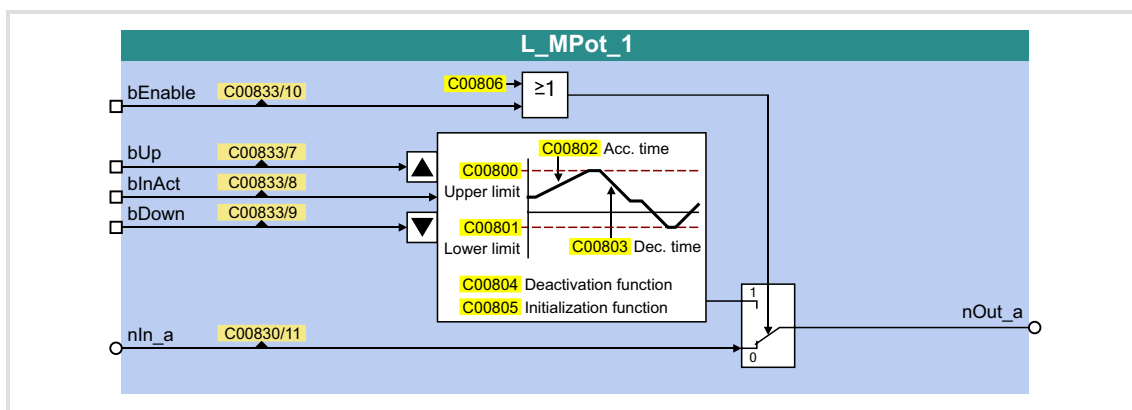 L_MPot_1
C00806
≥1
bEnable C00833/10
bUp C00833/7
C00802 Acc. time
C00800
Upper limit
bInAct C00833/8
bDown C00833/9
C00801
Lower limit
C00803 Dec. time
C00804 Deactivation function
C00805 Initialization function
1
nOut_a
nIn_a C00830/11
0